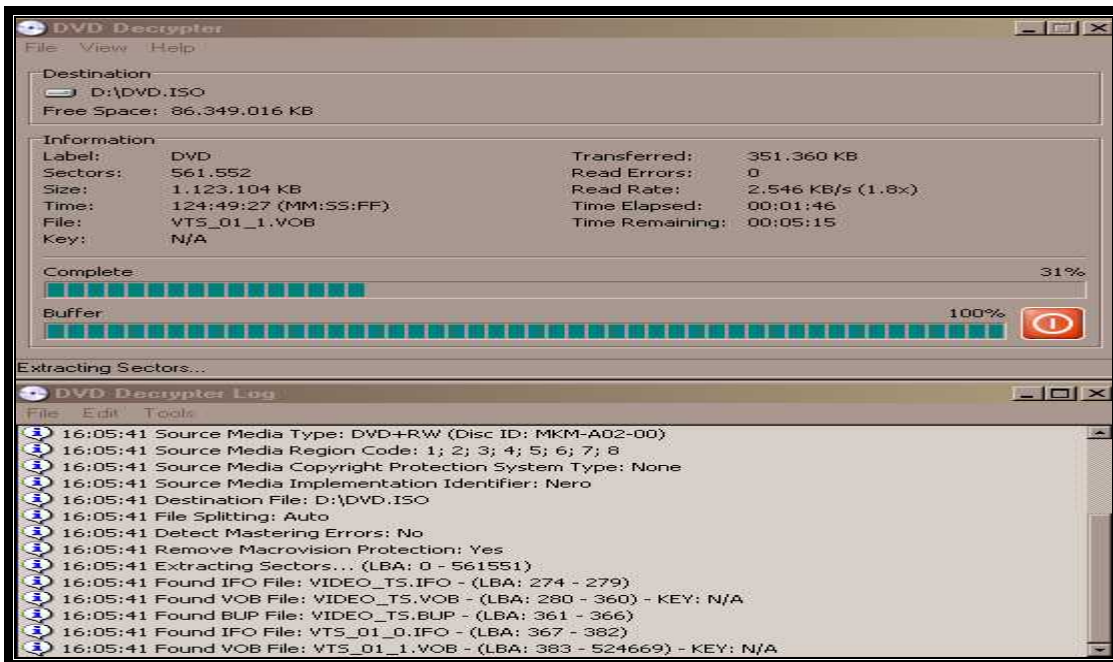 DVD Decrypter
File View Help
Destination
D:\DVD.ISO
Free Space: 86.349.016 KB
Information
Label: DVD
Sectors: 561.552
Size: 1.123.104 KB
Time: 124:49:27 (MM:SS:FF)
File: VTS_01_1.VOB
Key: N/A
Transferred: 351.360 KB
Read Errors: 0
Read Rate: 2.546 KB/s (1.8x)
Time Elapsed: 00:01:46
Time Remaining: 00:05:15
Complete 31%
Buffer 100%
Extracting Sectors...
DVD Decrypter Log
File Edit Tools
16:05:41 Source Media Type: DVD+RW (Disc ID: MKM-A02-00)
16:05:41 Source Media Region Code: 1; 2; 3; 4; 5; 6; 7; 8
16:05:41 Source Media Copyright Protection System Type: None
16:05:41 Source Media Implementation Identifier: Nero
16:05:41 Destination File: D:\DVD.ISO
16:05:41 File Splitting: Auto
16:05:41 Detect Mastering Errors: No
16:05:41 Remove Macrovision Protection: Yes
16:05:41 Extracting Sectors... (LBA: 0 - 561551)
16:05:41 Found IFO File: VIDEO_TS.IFO - (LBA: 274 - 279)
16:05:41 Found VOB File: VIDEO_TS.VOB - (LBA: 280 - 360) - KEY: N/A
16:05:41 Found BUP File: VIDEO_TS.BUP - (LBA: 361 - 366)
16:05:41 Found IFO File: VTS_01_0.IFO - (LBA: 367 - 382)
16:05:41 Found VOB File: VTS_01_1.VOB - (LBA: 383 - 524669) - KEY: N/A